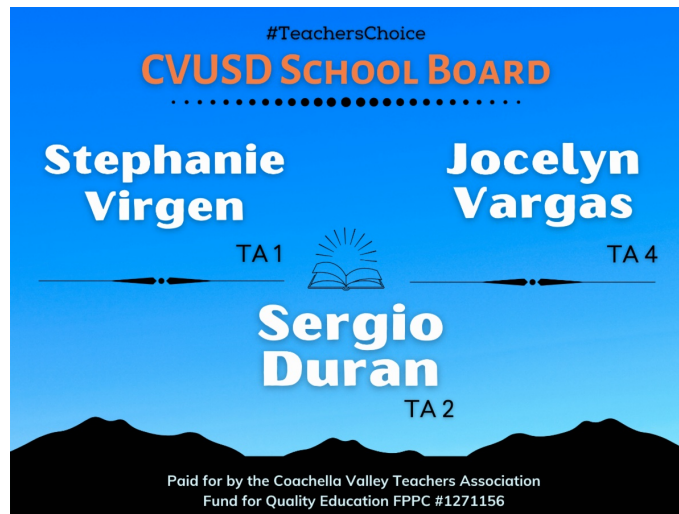 #TeachersChoice
CVUSD School Board
Stephanie
Virgen
TA 1
Jocelyn
Vargas
TA 4
Sergio
Duran
TA 2
Paid for by the Coachella Valley Teachers Association
Fund for Quality Education FPPC #1271156